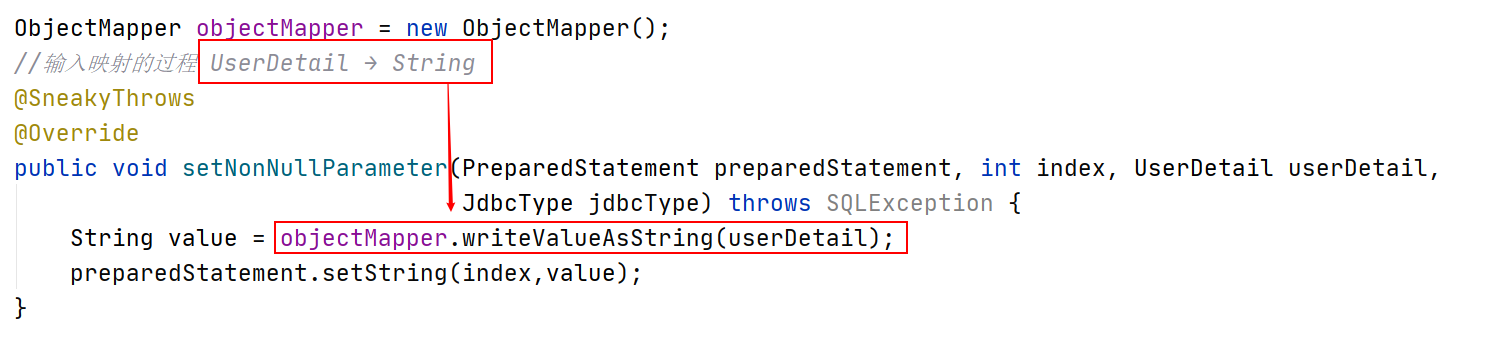 ObjectMapper objectMapper = new ObjectMapper();
//输入映射的过程 UserDetail → String
@SneakyThrows
@Override
public void setNonNullParameter(PreparedStatement preparedStatement, int index, UserDetail userDetail,
JdbcType jdbcType) throws SQLException {
String value = objectMapper.writeValueAsString(userDetail);
preparedStatement.setString(index,value);
}